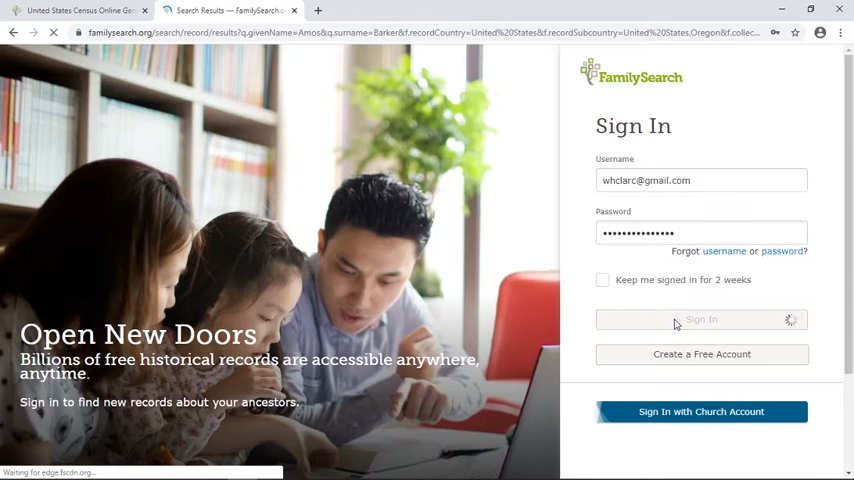 United States Census Online Gen
Search Results — FamilySearch.o
familysearch.org/search/record/results?q.givenName=Amos&q.surname=Barker&f.recordCountry=United%20States&f.recordSubcountry=United%20States,Oregon&f.collec...
FamilySearch
Sign In
Username
whclarc@gmail.com
Password
•••••••••••••••
Forgot username or password?
Keep me signed in for 2 weeks
Sign In
Create a Free Account
Sign In with Church Account
Open New Doors
Billions of free historical records are accessible anywhere,
anytime.
Sign in to find new records about your ancestors.
Waiting for edge.fscdn.org...